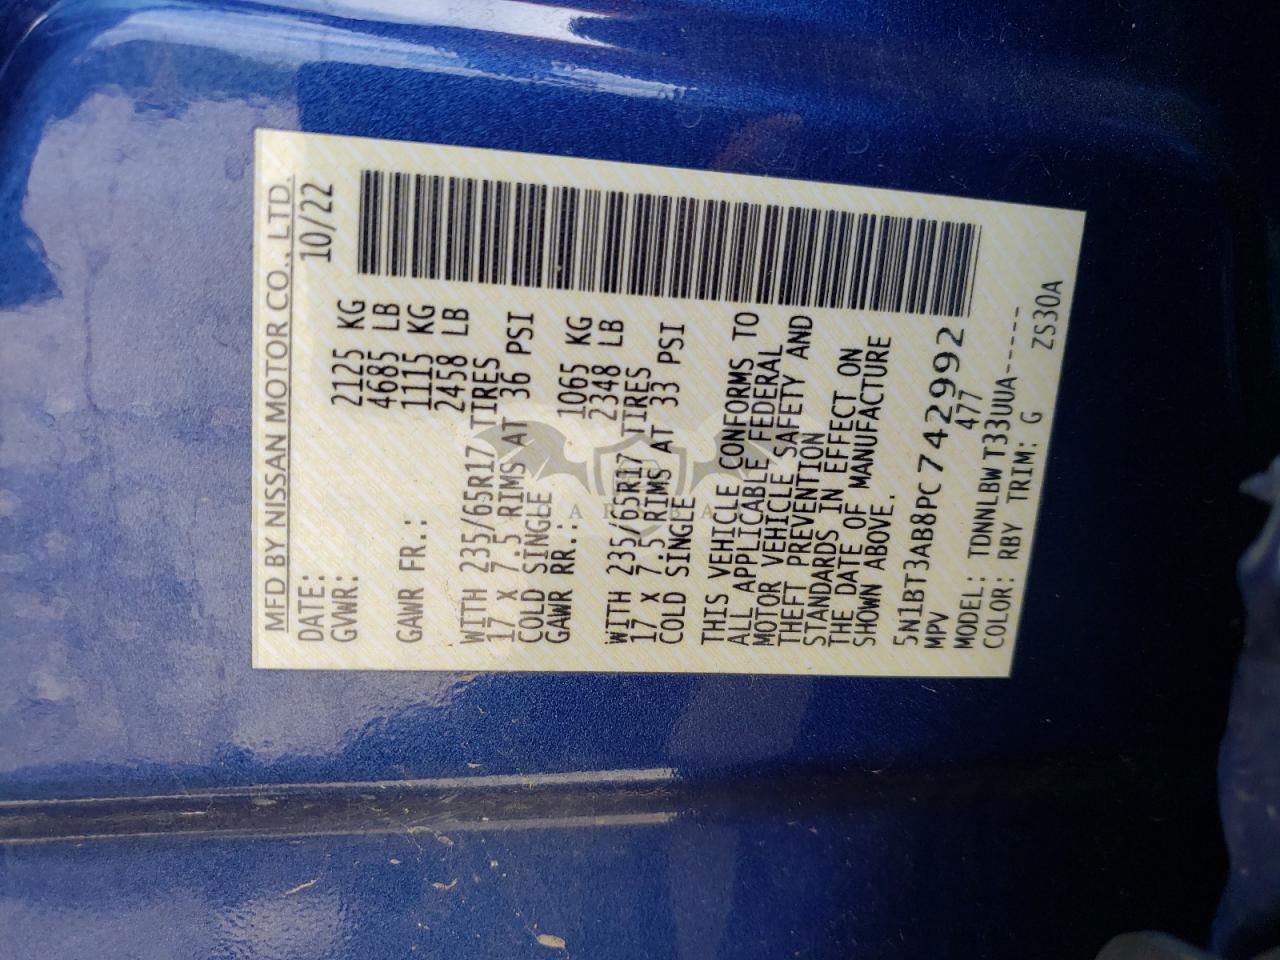 MFD BY NISSAN MOTOR CO., LTD.
DATE: 10/22
GVWR: 2125 KG
4685 LB
GAWR FR.: 1115 KG
2458 LB
WITH 235/65R17 TIRES
17 X 7.5 RIMS AT 36 PSI
COLD SINGLE
GAWR RR.: 1065 KG
2348 LB
WITH 235/65R17 TIRES
17 X 7.5 RIMS AT 33 PSI
COLD SINGLE
THIS VEHICLE CONFORMS TO
ALL APPLICABLE FEDERAL
MOTOR VEHICLE SAFETY AND
THEFT PREVENTION
STANDARDS IN EFFECT ON
THE DATE OF MANUFACTURE
SHOWN ABOVE.
5N1BT3AB8PC742992
MPV 477
MODEL: TDNNLBW T33UUA-----
COLOR: RBY TRIM: G ZS30A